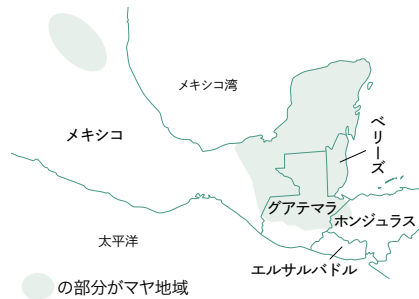 メキシコ湾
メキシコ
ベリーズ
グアテマラ
ホンジュラス
太平洋
エルサルバドル
の部分がマヤ地域